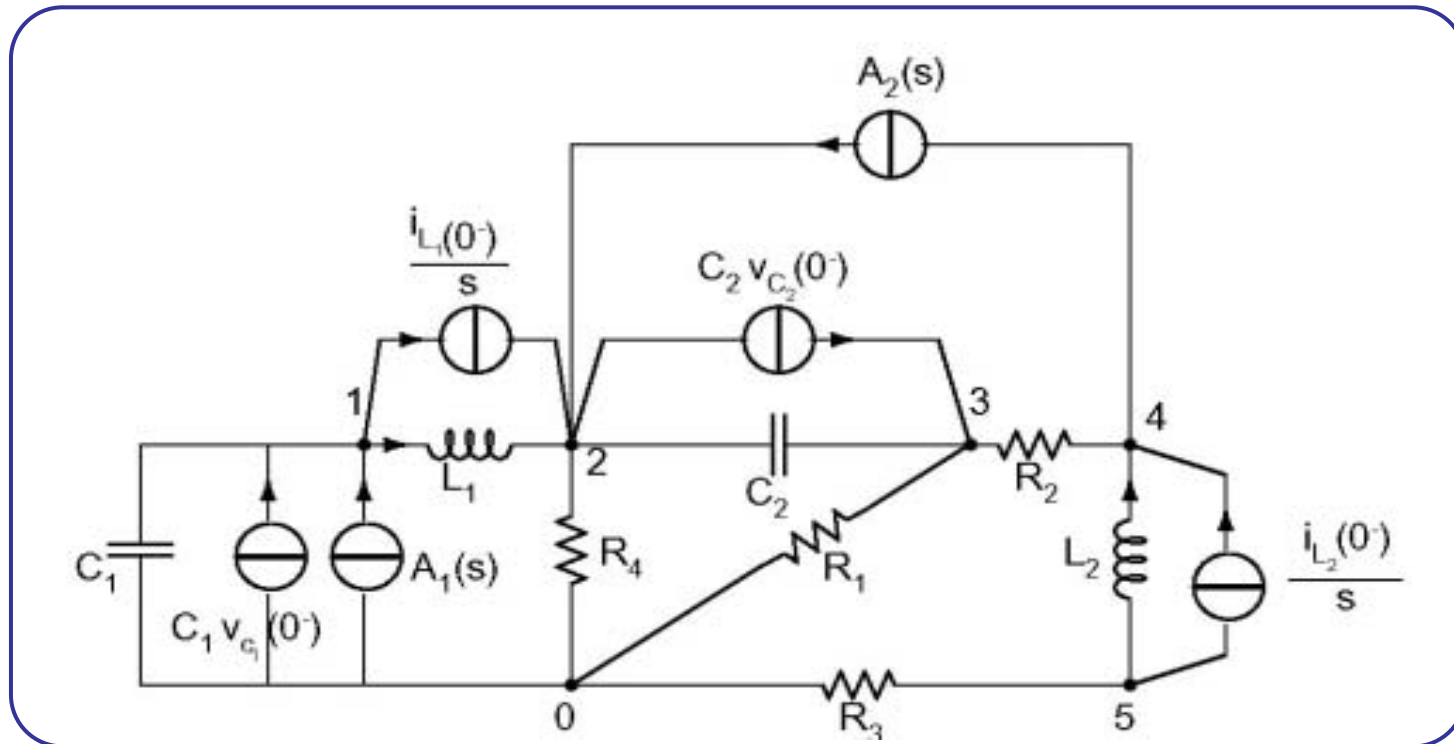 A₂(s)
i_L₁(0⁻)
s
C₂ v_C₂(0⁻)
1
3
4
2
L₁
C₂
R₂
C₁
A₁(s)
R₄
R₁
L₂
i_L₂(0⁻)
s
C₁ v_c₁(0⁻)
0
R₃
5